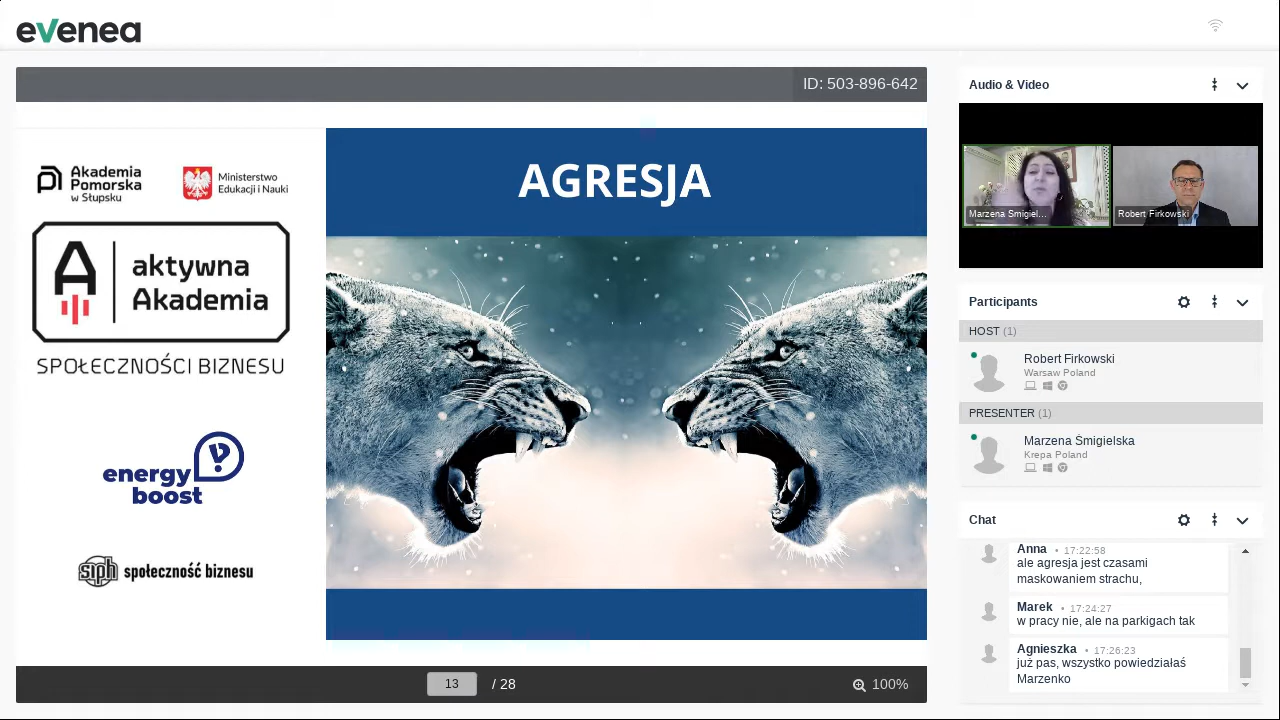 evenea
ID: 503-896-642
Akademia
Pomorska
w Słupsku
Ministerstwo
Edukacji i Nauki
aktywna
Akademia
SPOŁECZNOŚCI BIZNESU
energy
boost
siph społeczność biznesu
AGRESJA
13 / 28
100%
Audio & Video
Marzena Smigiel...
Robert Firkowski
Participants
HOST (1)
Robert Firkowski
Warsaw Poland
PRESENTER (1)
Marzena Śmigielska
Krepa Poland
Chat
Anna • 17:22:58
ale agresja jest czasami
maskowaniem strachu,
Marek • 17:24:27
w pracy nie, ale na parkigach tak
Agnieszka • 17:26:23
już pas, wszystko powiedziałaś
Marzenko